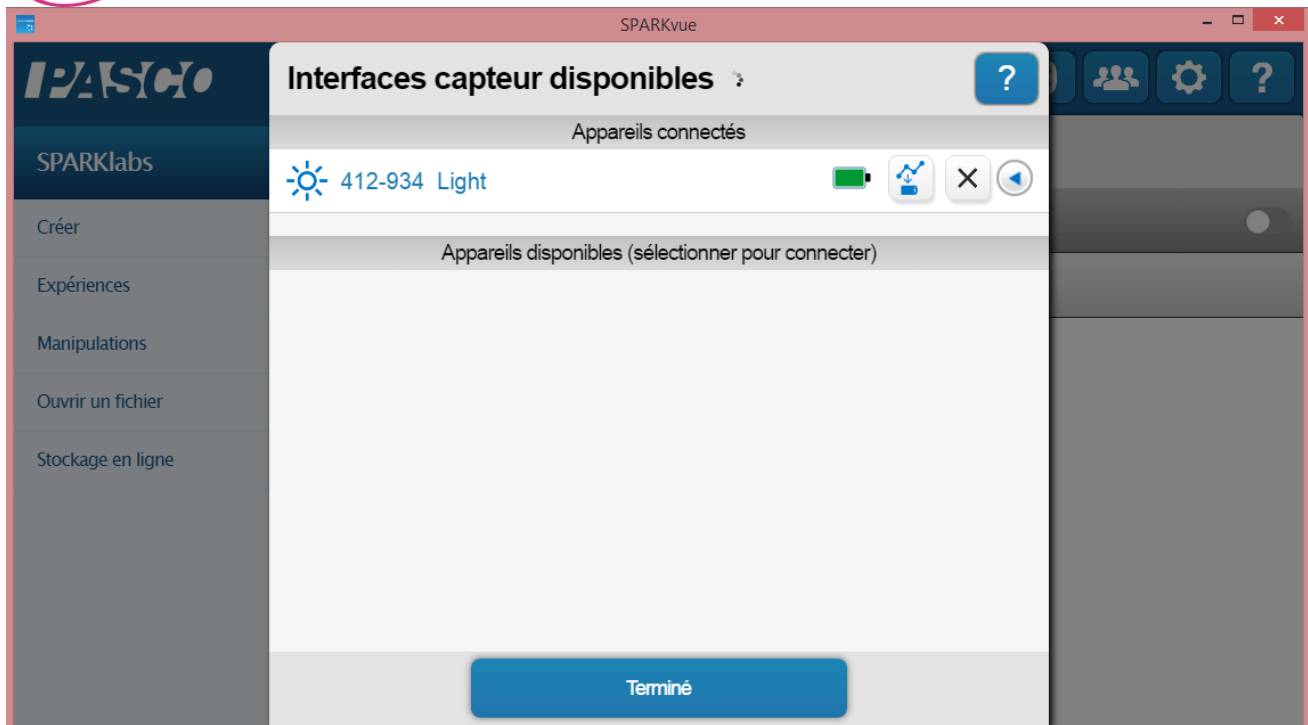 SPARKvue
PASCO
Interfaces capteur disponibles
?
?
Appareils connectés
SPARKlabs
412-934 Light
Créer
Appareils disponibles (sélectionner pour connecter)
Expériences
Manipulations
Ouvrir un fichier
Stockage en ligne
Terminé